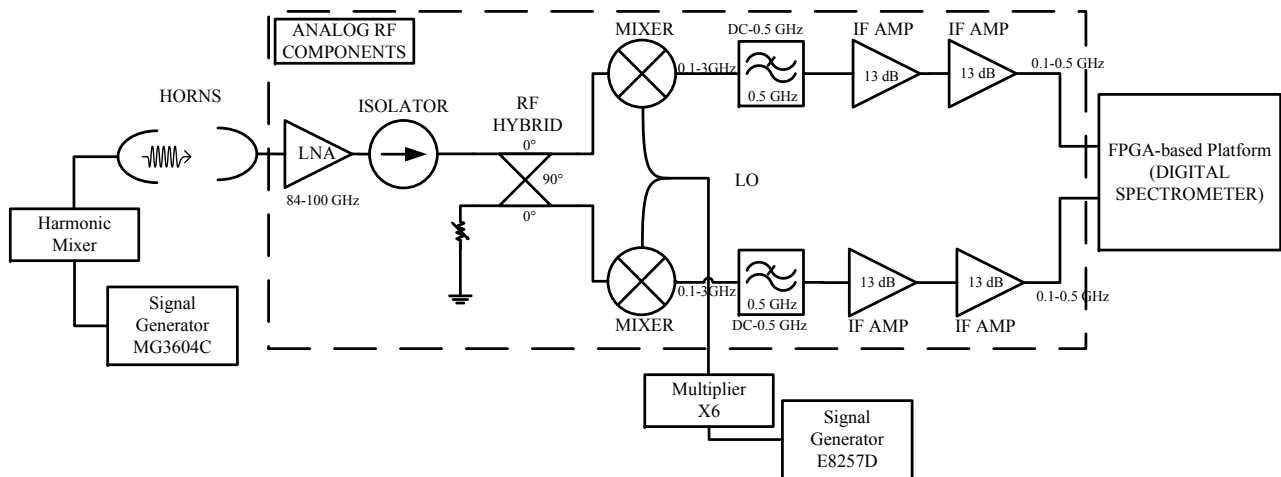 ANALOG RF
COMPONENTS
MIXER
DC-0.5 GHz
IF AMP
IF AMP
0.1-3GHz
0.5 GHz
13 dB
13 dB
0.1-0.5 GHz
HORNS
ISOLATOR
RF
HYBRID
0°
90°
0°
LNA
84-100 GHz
LO
FPGA-based Platform
(DIGITAL
SPECTROMETER)
Harmonic
Mixer
Signal
Generator
MG3604C
0.1-3GHz
MIXER
0.5 GHz
DC-0.5 GHz
13 dB
13 dB
IF AMP
IF AMP
0.1-0.5 GHz
Multiplier
X6
Signal
Generator
E8257D